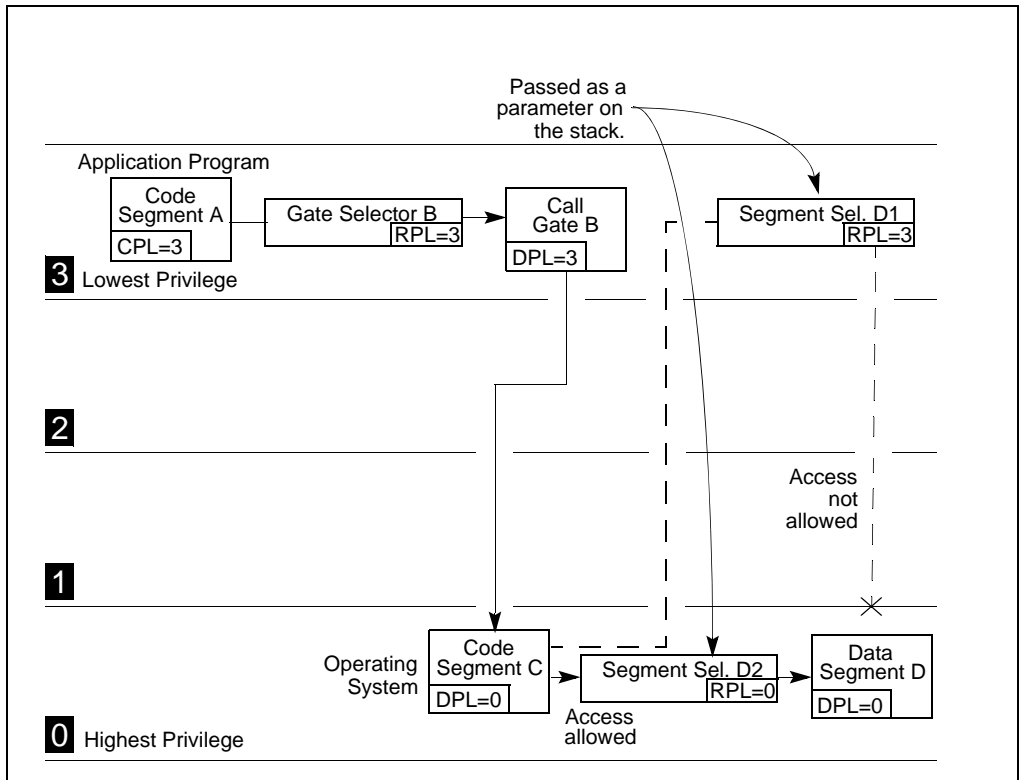 Passed as a
parameter on
the stack.
Application Program
Code
Segment A
CPL=3
Gate Selector B
RPL=3
Call
Gate B
DPL=3
Segment Sel. D1
RPL=3
3 Lowest Privilege
2
Access
not
allowed
1
Operating
System
Code
Segment C
DPL=0
Access
allowed
Segment Sel. D2
RPL=0
Data
Segment D
DPL=0
0 Highest Privilege